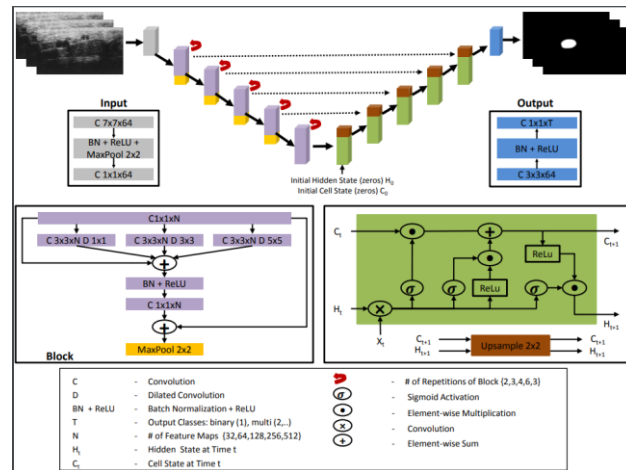 Input
C 7x7x64
BN + ReLU +
MaxPool 2x2
C 1x1x64
Initial Hidden State (zeros) H₀
Initial Cell State (zeros) C₀
Output
C 1x1xT
BN + ReLU
C 3x3x64
C1x1xN
C 3x3xN D 1x1
C 3x3xN D 3x3
C 3x3xN D 5x5
+
BN + ReLU
C 1x1xN
+
MaxPool 2x2
Block
Cₜ
+
Cₜ₊₁
ReLu
σ
σ
ReLu
σ
Hₜ
×
Hₜ₊₁
Xₜ
Cₜ₊₁
Hₜ₊₁
Upsample 2x2
Cₜ₊₁
Hₜ₊₁
C - Convolution
D - Dilated Convolution
BN + ReLU - Batch Normalization + ReLU
T - Output Classes: binary (1), multi (2,..)
N - # of Feature Maps {32,64,128,256,512}
Hₜ - Hidden State at Time t
Cₜ - Cell State at Time t
- # of Repetitions of Block {2,3,4,6,3}
σ - Sigmoid Activation
• - Element-wise Multiplication
× - Convolution
+ - Element-wise Sum